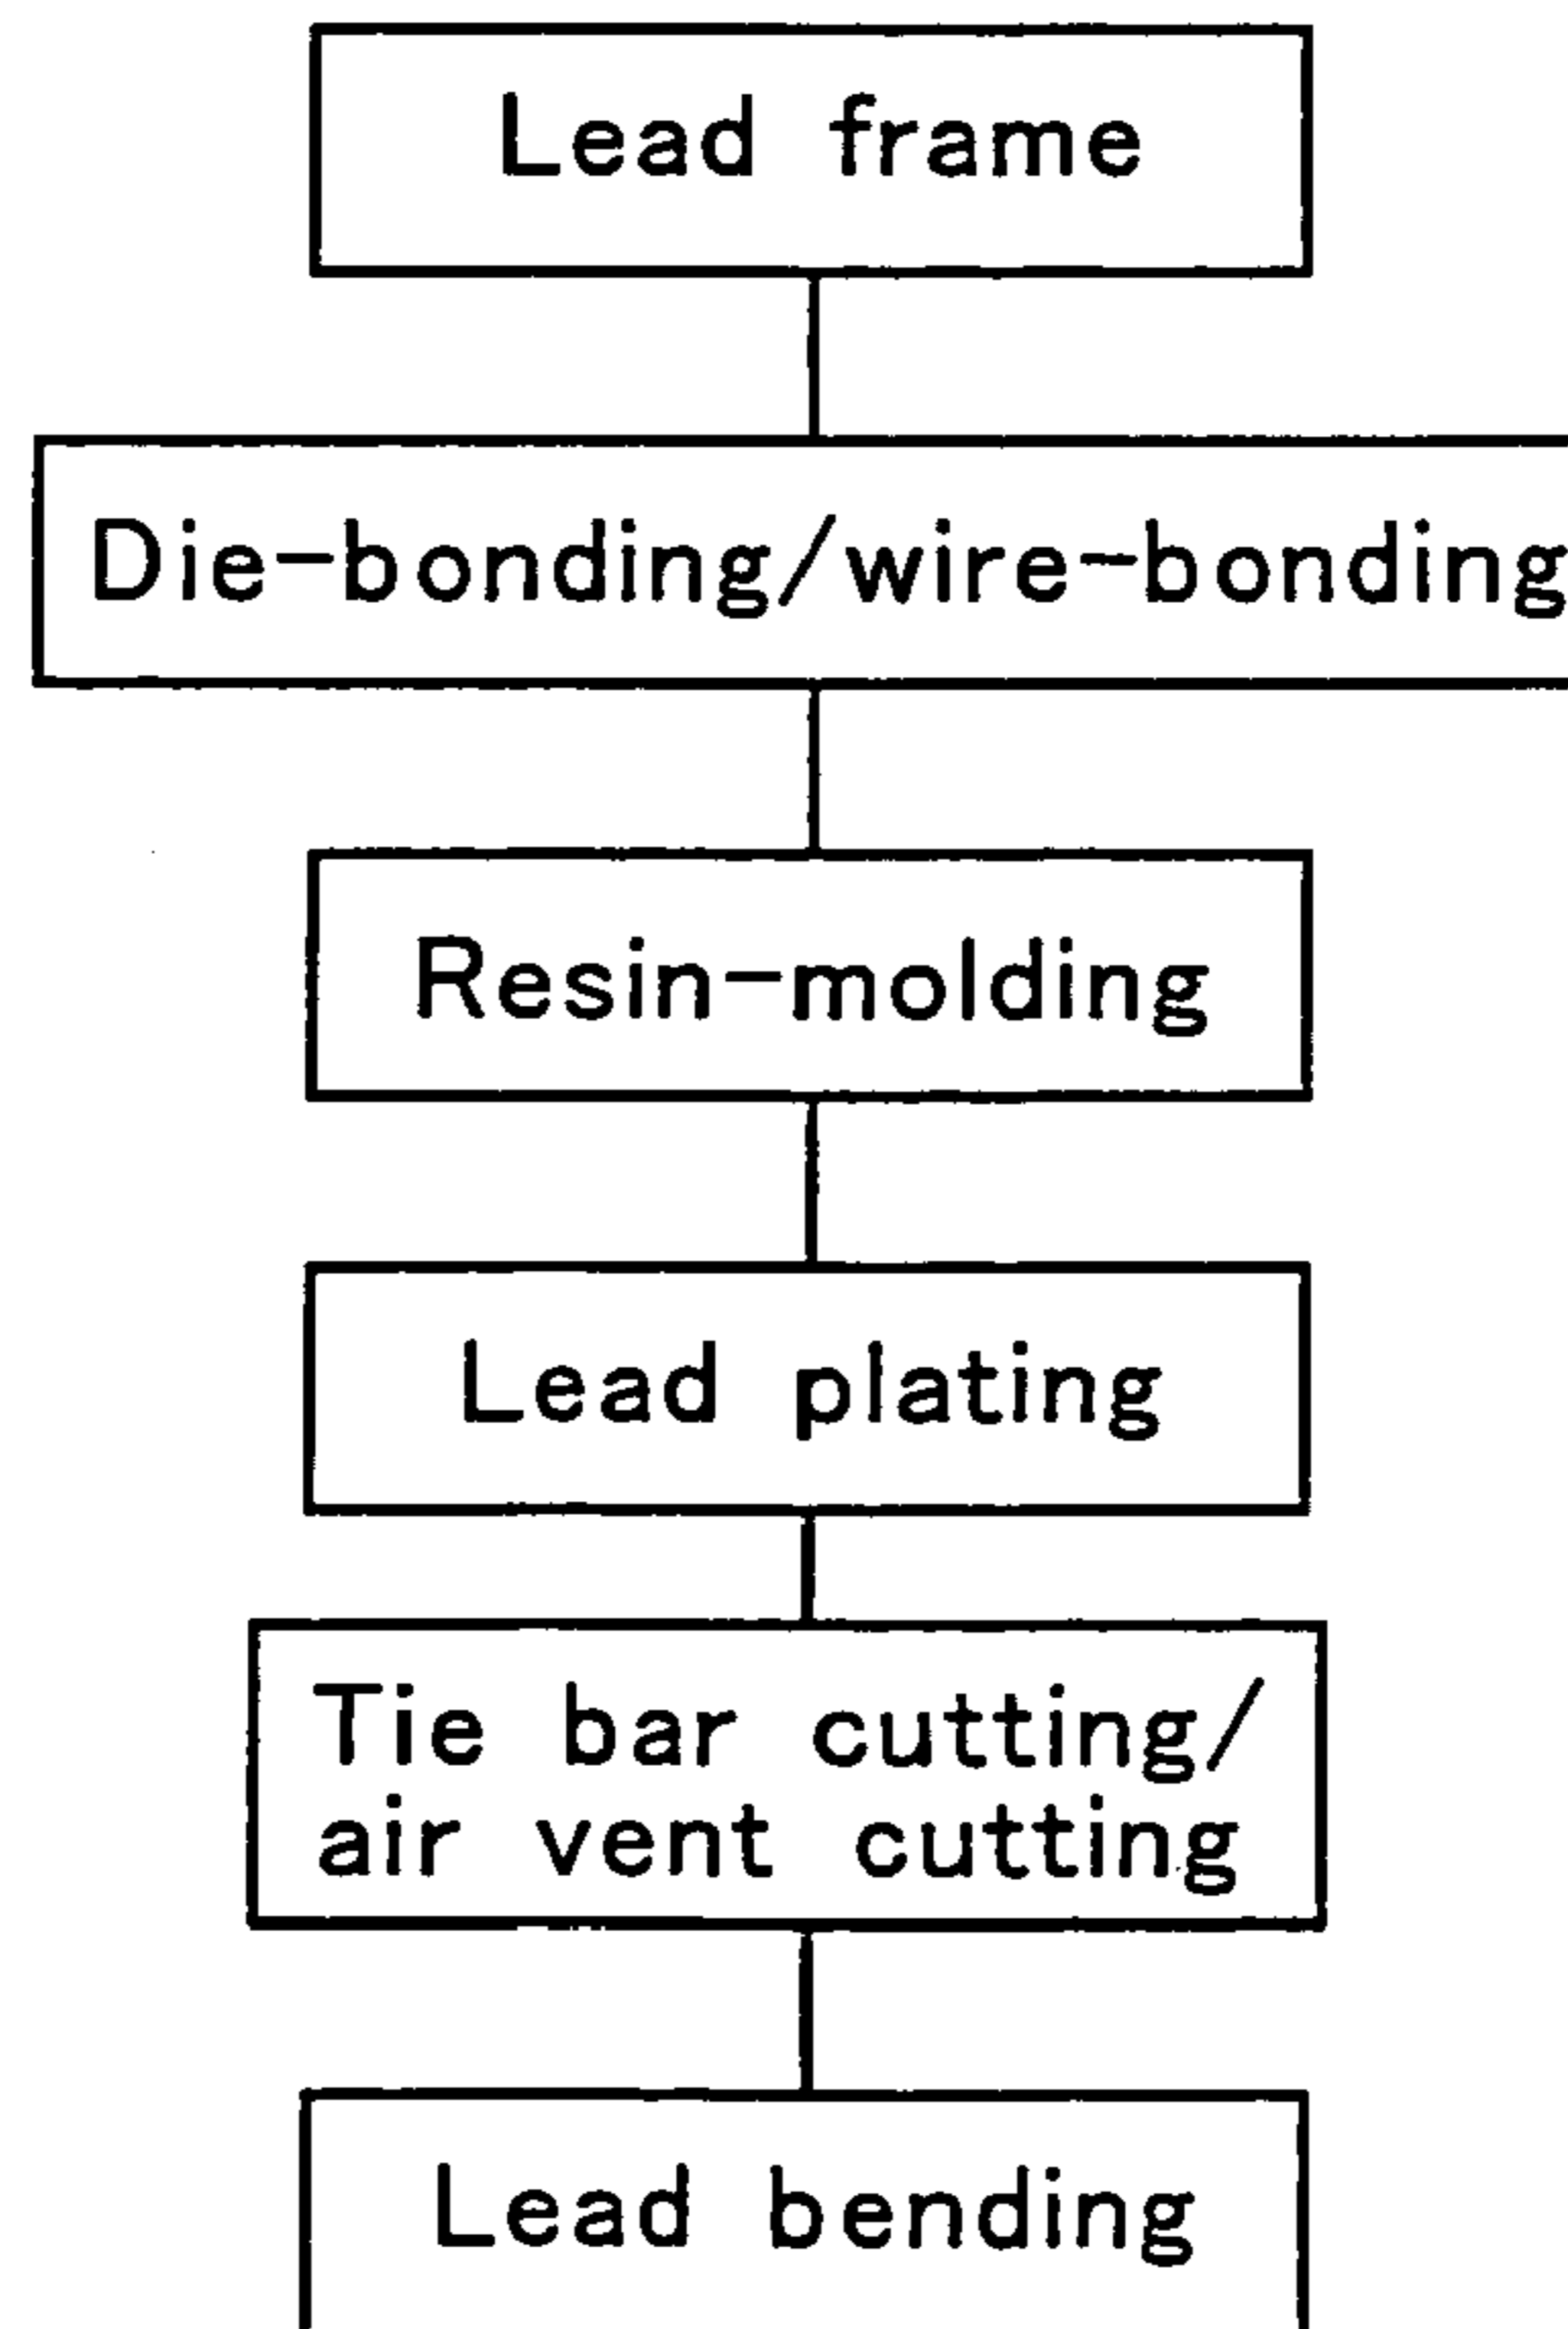 Lead frame
Die-bonding/wire-bonding
Resin-molding
Lead plating
Tie bar cutting/
air vent cutting
Lead bending